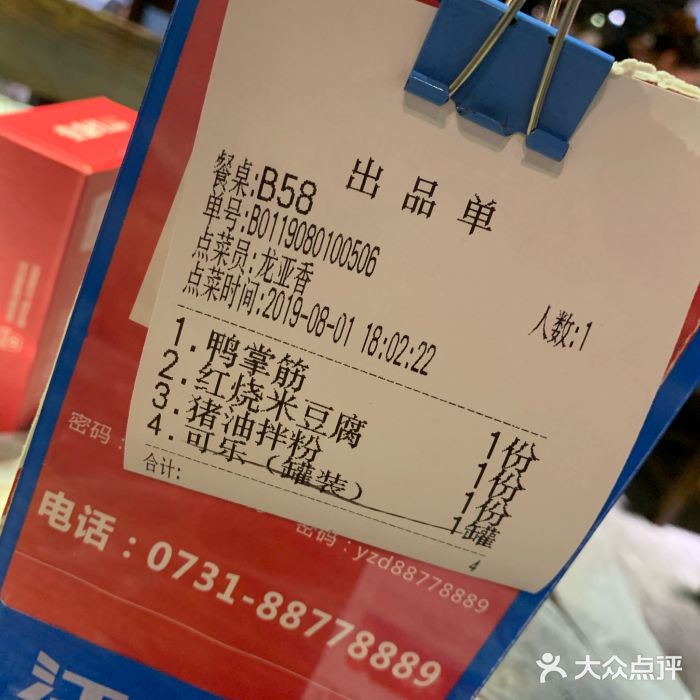 出品单
餐桌:B58
单号:B0119080100506
人数:1
点菜员:龙亚香
点菜时间:2019-08-01 18:02:22
1.鸭掌筋 1份
2.红烧米豆腐 1份
3.猪油拌粉 1份
4.可乐（罐装） 1罐
合计: 4
密码:
密码:yzd88778889
电话:0731-88778889
大众点评